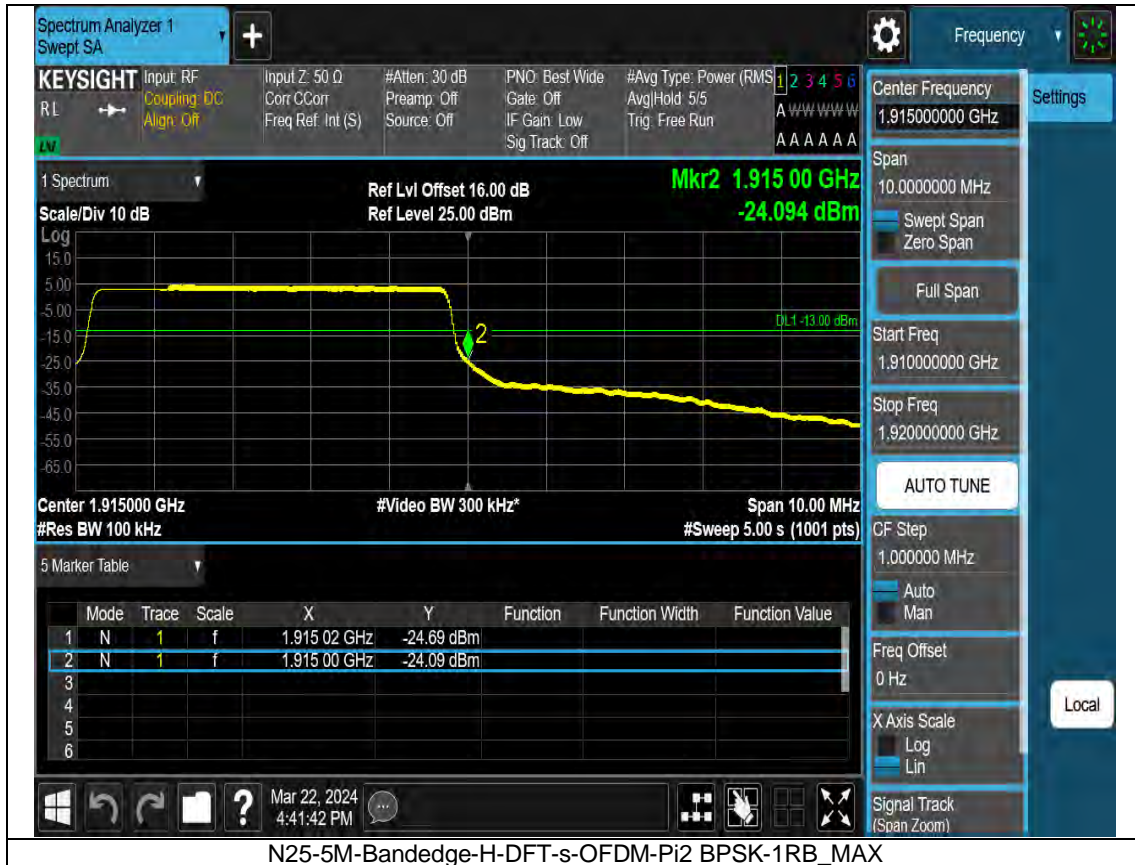 Spectrum Analyzer 1
Swept SA
+
Frequency
KEYSIGHT
RL
Input: RF
Coupling: DC
Align: Off
Input Z: 50 Ω
Corr CCorr
Freq Ref: Int (S)
#Atten: 30 dB
Preamp: Off
Source: Off
PNO: Best Wide
Gate: Off
IF Gain: Low
Sig Track: Off
#Avg Type: Power (RMS
Avg|Hold: 5/5
Trig: Free Run
1 2 3 4 5 6
A W W W W W
A A A A A A
1 Spectrum
Scale/Div 10 dB
Ref Lvl Offset 16.00 dB
Ref Level 25.00 dBm
Mkr2 1.915 00 GHz
-24.094 dBm
Log
15.0
5.00
-5.00
-15.0
-25.0
-35.0
-45.0
-55.0
-65.0
2
DL1 -13.00 dBm
Center 1.915000 GHz
#Video BW 300 kHz*
Span 10.00 MHz
#Res BW 100 kHz
#Sweep 5.00 s (1001 pts)
5 Marker Table
Mode Trace Scale X Y Function Function Width Function Value
1 N 1 f 1.915 02 GHz -24.69 dBm
2 N 1 f 1.915 00 GHz -24.09 dBm
3
4
5
6
?
Mar 22, 2024
4:41:42 PM
Center Frequency
1.915000000 GHz
Settings
Span
10.0000000 MHz
Swept Span
Zero Span
Full Span
Start Freq
1.910000000 GHz
Stop Freq
1.920000000 GHz
AUTO TUNE
CF Step
1.000000 MHz
Auto
Man
Freq Offset
0 Hz
X Axis Scale
Log
Lin
Signal Track
(Span Zoom)
Local
N25-5M-Bandedge-H-DFT-s-OFDM-Pi2 BPSK-1RB_MAX